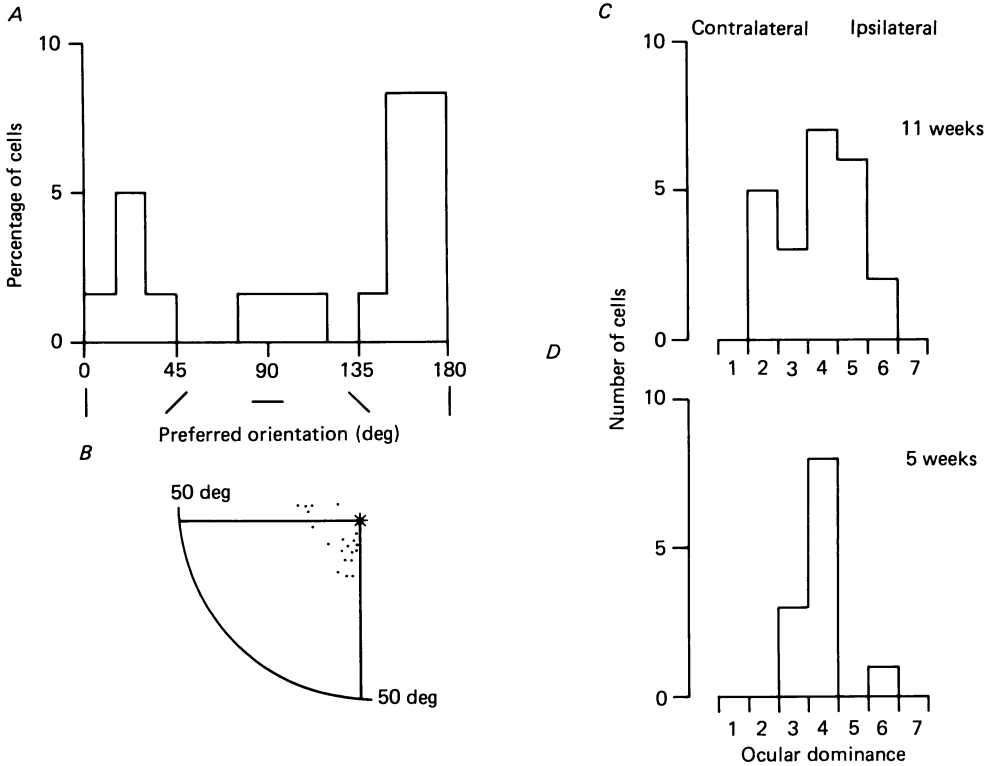 A
10
5
0
Percentage of cells
0 45 90 135 180
Preferred orientation (deg)
B
50 deg
50 deg
C
Contralateral Ipsilateral
10
5
0
11 weeks
1 2 3 4 5 6 7
Number of cells
D
10
5
0
5 weeks
1 2 3 4 5 6 7
Ocular dominance